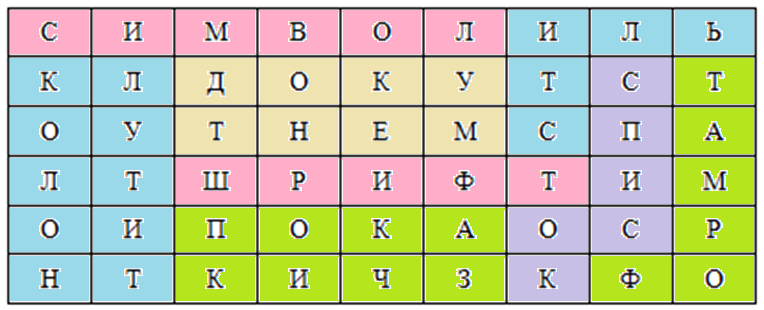 С И М В О Л И Л Ь
К Л Д О К У Т С Т
О У Т Н Е М С П А
Л Т Ш Р И Ф Т И М
О И П О К А О С Р
Н Т К И Ч З К Ф О